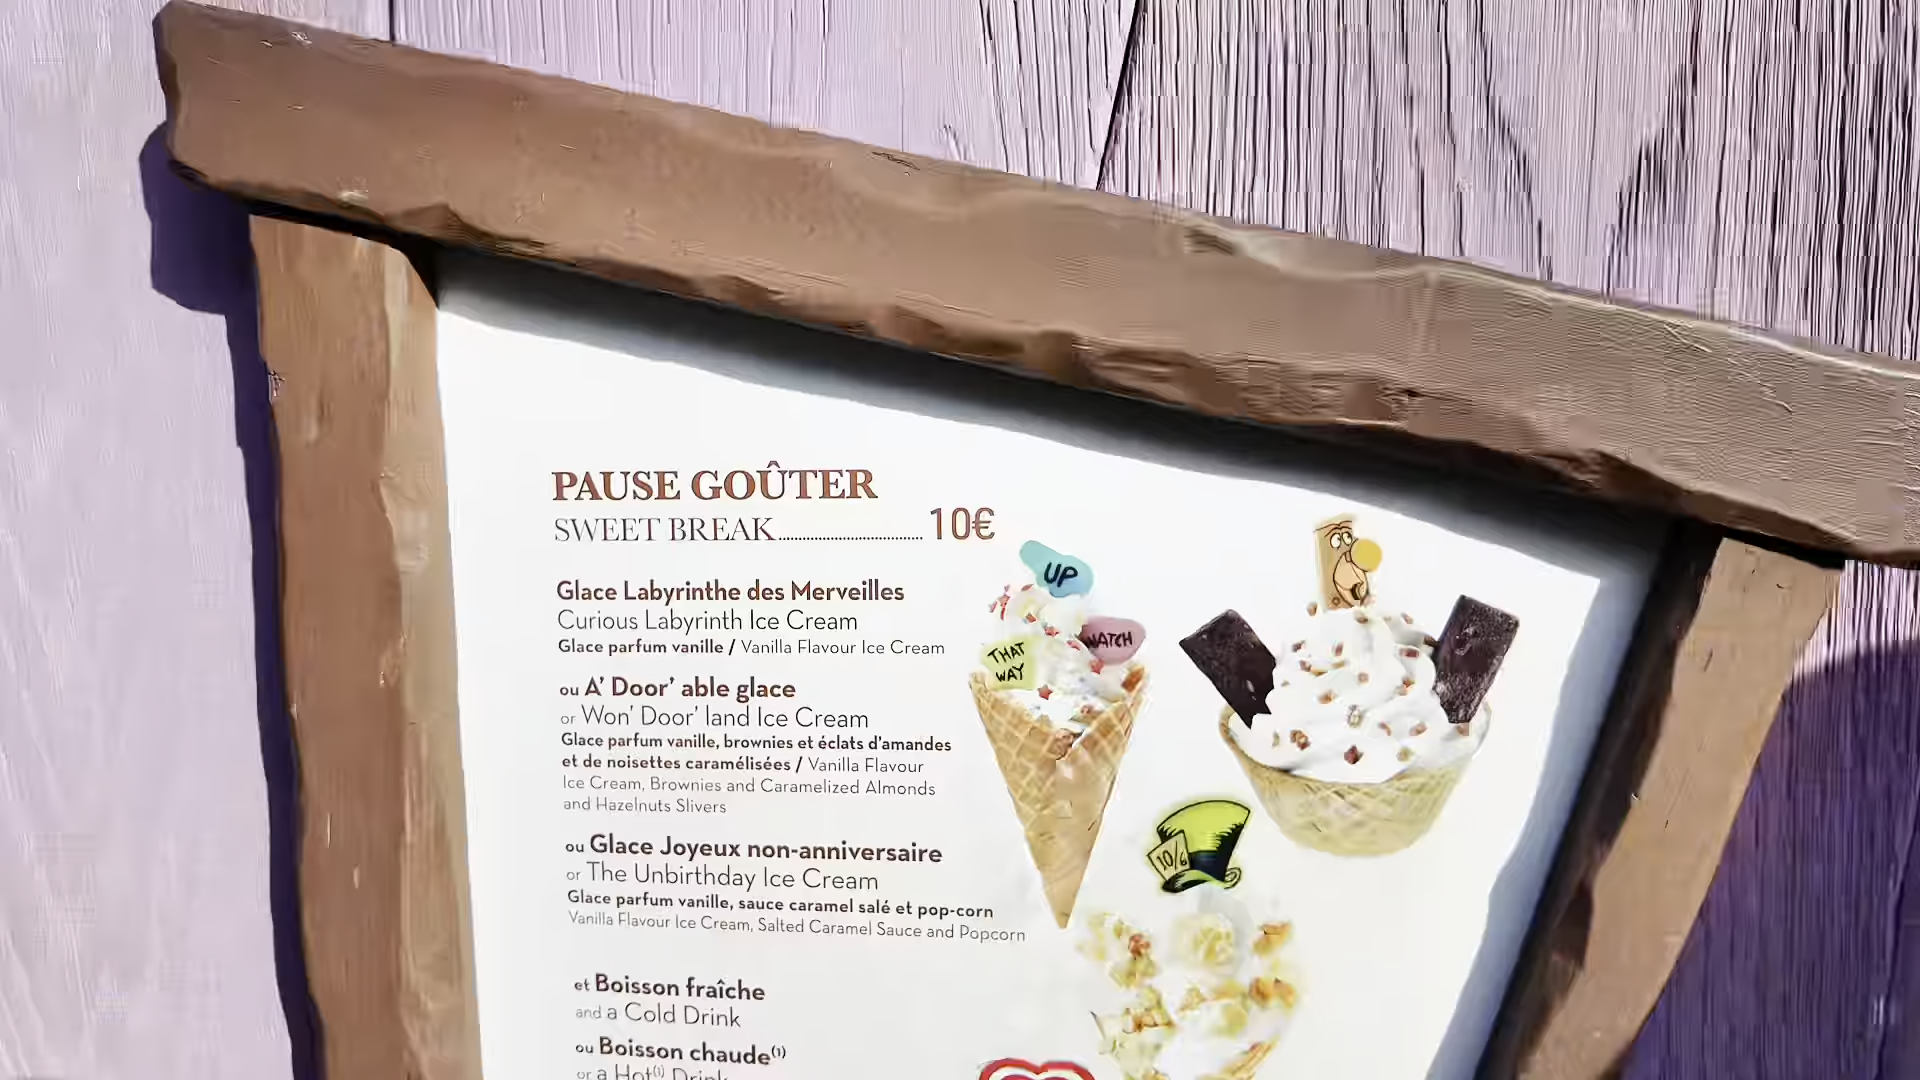 PAUSE GOÛTER
SWEET BREAK.................................... 10€
Glace Labyrinthe des Merveilles
Curious Labyrinth Ice Cream
Glace parfum vanille / Vanilla Flavour Ice Cream
ou A' Door' able glace
or Won' Door' land Ice Cream
Glace parfum vanille, brownies et éclats d'amandes
et de noisettes caramélisées / Vanilla Flavour
Ice Cream, Brownies and Caramelized Almonds
and Hazelnuts Slivers
ou Glace Joyeux non-anniversaire
or The Unbirthday Ice Cream
Glace parfum vanille, sauce caramel salé et pop-corn
Vanilla Flavour Ice Cream, Salted Caramel Sauce and Popcorn
et Boisson fraîche
and a Cold Drink
ou Boisson chaude(1)
or a Hot(1) Drink
UP
WATCH
THAT
WAY
10/6